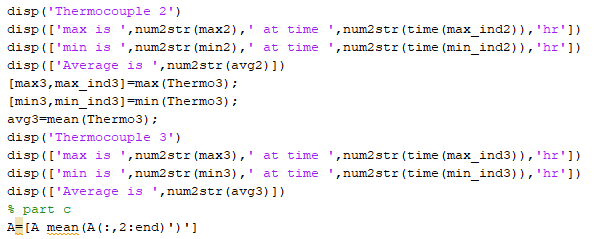 disp('Thermocouple 2')
disp(['max is ',num2str(max2),' at time ',num2str(time(max_ind2)),'hr'])
disp(['min is ',num2str(min2),' at time ',num2str(time(min_ind2)),'hr'])
disp(['Average is ',num2str(avg2)])
[max3,max_ind3]=max(Thermo3);
[min3,min_ind3]=min(Thermo3);
avg3=mean(Thermo3);
disp('Thermocouple 3')
disp(['max is ',num2str(max3),' at time ',num2str(time(max_ind3)),'hr'])
disp(['min is ',num2str(min3),' at time ',num2str(time(min_ind3)),'hr'])
disp(['Average is ',num2str(avg3)])
% part c
A=[A mean(A(:,2:end)')']